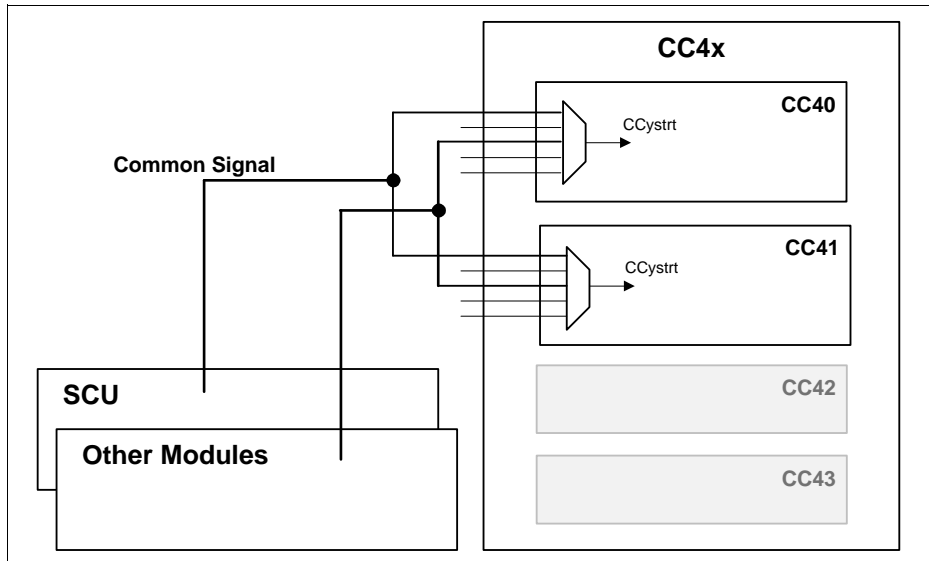 CC4x
CC40
CCystrt
Common Signal
CC41
CCystrt
SCU
CC42
Other Modules
CC43